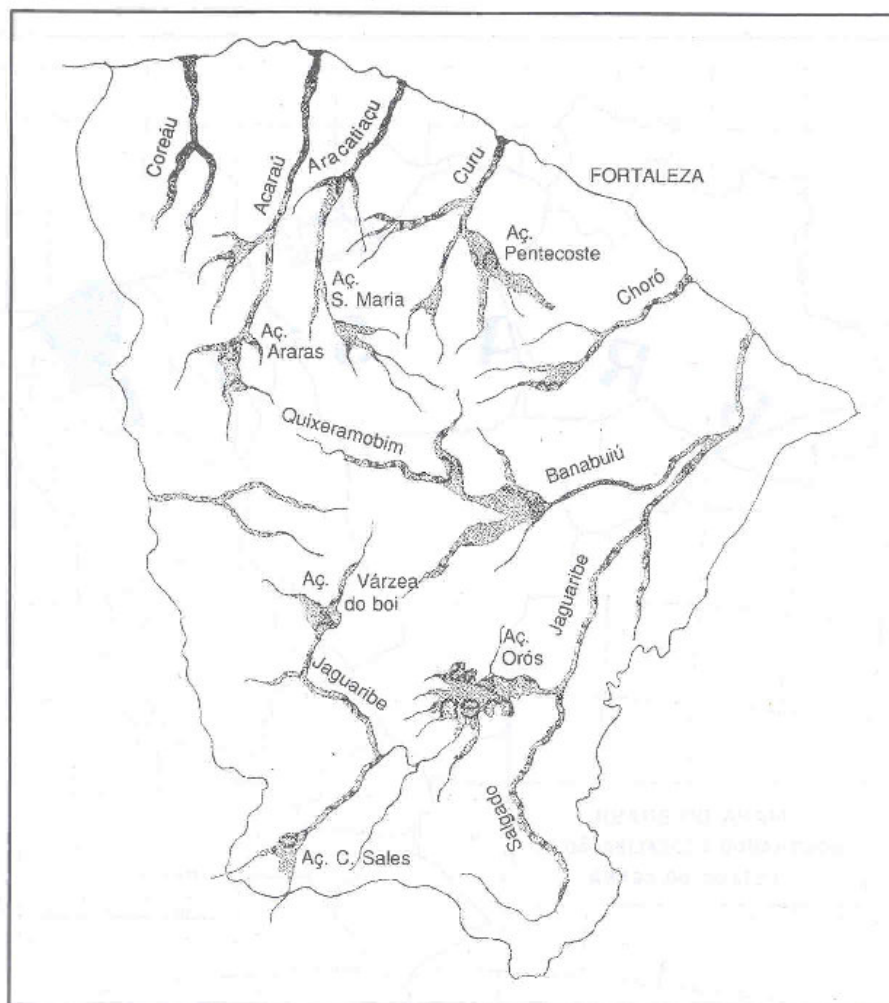 Coreáu
Acaraú
Aracatiaçu
Curu
FORTALEZA
Aç.
Pentecoste
Choró
Aç.
S. Maria
Aç.
Araras
Quixeramobim
Banabuiú
Aç. Várzea
do boi
Jaguaribe
Aç.
Orós
Jaguaribe
Salgado
Aç. C. Sales